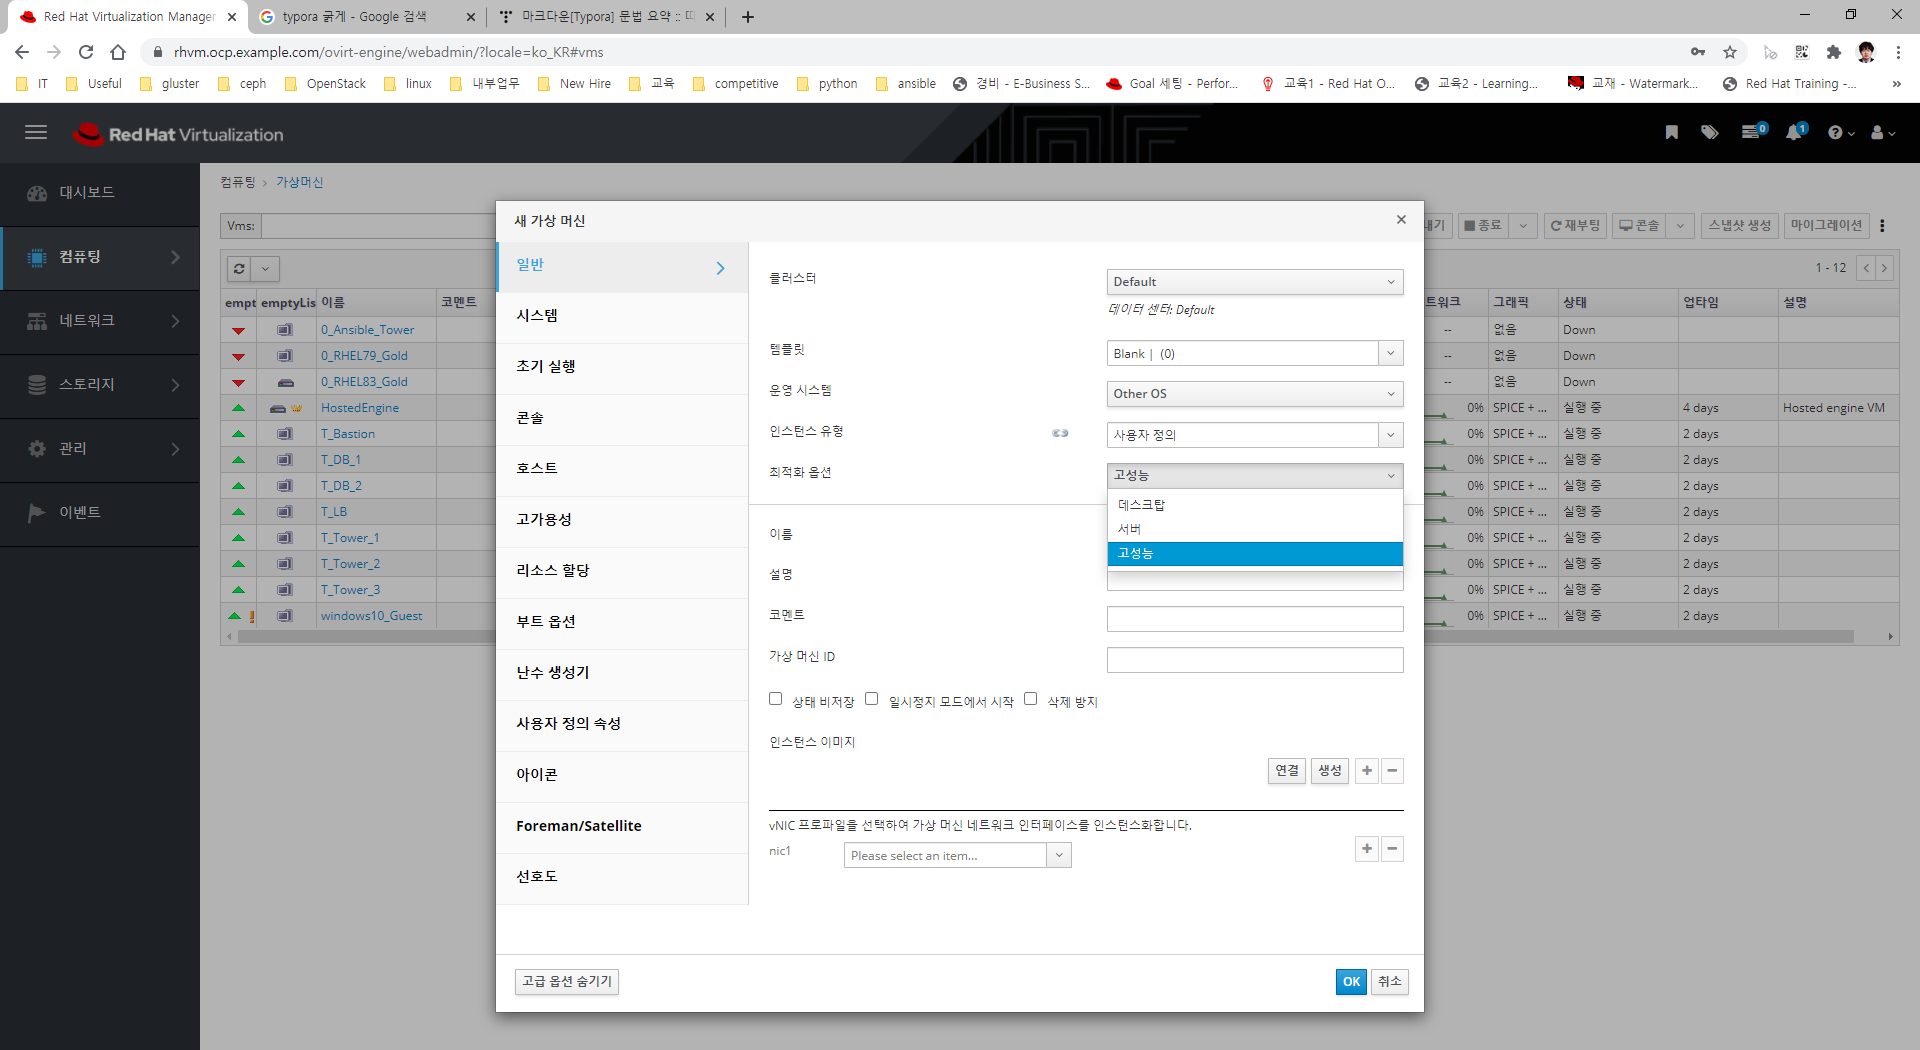 Red Hat Virtualization Manager
typora 굵게 - Google 검색
마크다운[Typora] 문법 요약 ::
rhvm.ocp.example.com/ovirt-engine/webadmin/?locale=ko_KR#vms
IT Useful gluster ceph OpenStack linux 내부업무 New Hire 교육 competitive python ansible 경비 - E-Business S... Goal 세팅 - Perfor... 교육1 - Red Hat O... 교육2 - Learning... 교재 - Watermark... Red Hat Training -... »
Red Hat Virtualization
0 1
대시보드
컴퓨팅
네트워크
스토리지
관리
이벤트
컴퓨팅 > 가상머신
Vms:
내기 종료 재부팅 콘솔 스냅샷 생성 마이그레이션
1 - 12
empt emptyLis 이름 코멘트 트워크 그래픽 상태 업타임 설명
0_Ansible_Tower -- 없음 Down
0_RHEL79_Gold -- 없음 Down
0_RHEL83_Gold -- 없음 Down
HostedEngine 0% SPICE + ... 실행 중 4 days Hosted engine VM
T_Bastion 0% SPICE + ... 실행 중 2 days
T_DB_1 0% SPICE + ... 실행 중 2 days
T_DB_2 0% SPICE + ... 실행 중 2 days
T_LB 0% SPICE + ... 실행 중 2 days
T_Tower_1 0% SPICE + ... 실행 중 2 days
T_Tower_2 0% SPICE + ... 실행 중 2 days
T_Tower_3 0% SPICE + ... 실행 중 2 days
windows10_Guest 0% SPICE + ... 실행 중 2 days
새 가상 머신
일반
시스템
초기 실행
콘솔
호스트
고가용성
리소스 할당
부트 옵션
난수 생성기
사용자 정의 속성
아이콘
Foreman/Satellite
선호도
클러스터 Default
데이터 센터: Default
템플릿 Blank | (0)
운영 시스템 Other OS
인스턴스 유형 사용자 정의
최적화 옵션 고성능
데스크탑
서버
고성능
이름
설명
코멘트
가상 머신 ID
상태 비저장 일시정지 모드에서 시작 삭제 방지
인스턴스 이미지
연결 생성 + −
vNIC 프로파일을 선택하여 가상 머신 네트워크 인터페이스를 인스턴스화합니다.
nic1 Please select an item... + −
고급 옵션 숨기기 OK 취소